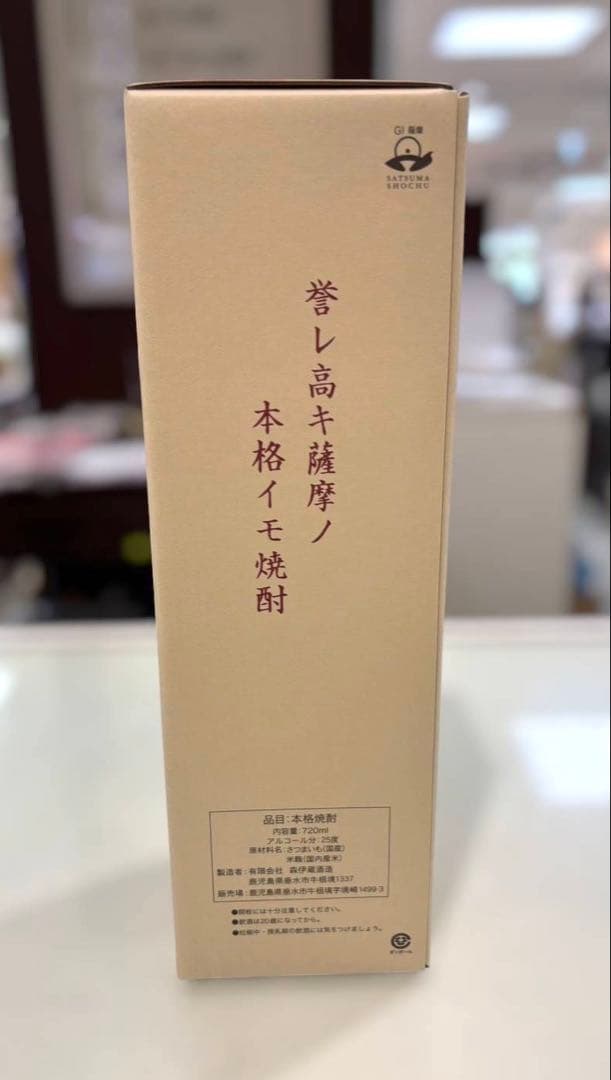 GI 薩摩
SATSUMA
SHOCHU
誉レ高キ薩摩ノ
本格イモ焼酎
品目:本格焼酎
内容量:720ml
アルコール分:25度
原材料名:さつまいも(国産)
米麹(国内産米)
製造者:有限会社 森伊蔵酒造
鹿児島県垂水市牛根境1337
販売場:鹿児島県垂水市牛根境字境崎1499-3
●開栓には十分注意してください。
●飲酒は20歳になってから。
●妊娠中・授乳期の飲酒には気をつけましょう。
ダンボール